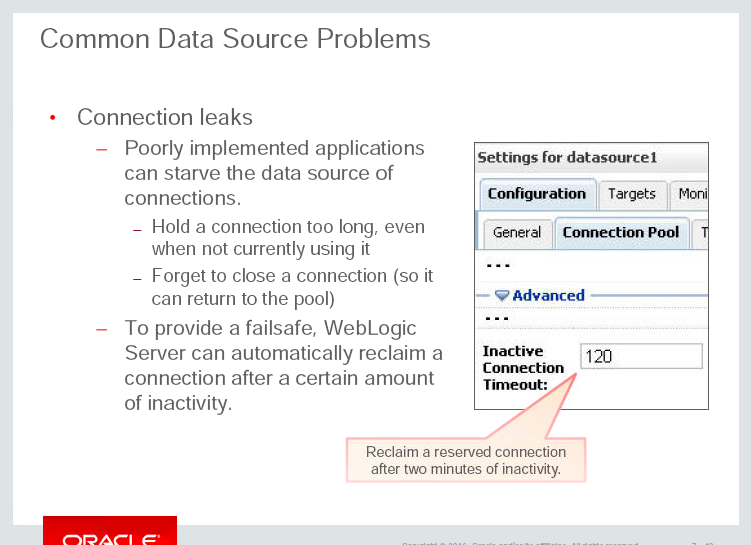 Common Data Source Problems
• Connection leaks
– Poorly implemented applications
can starve the data source of
connections.
– Hold a connection too long, even
when not currently using it
– Forget to close a connection (so it
can return to the pool)
– To provide a failsafe, WebLogic
Server can automatically reclaim a
connection after a certain amount
of inactivity.
Settings for datasource1
Configuration Targets Moni
General Connection Pool T
---
Advanced
---
Inactive
Connection
Timeout:
120
Reclaim a reserved connection
after two minutes of inactivity.
ORACLE